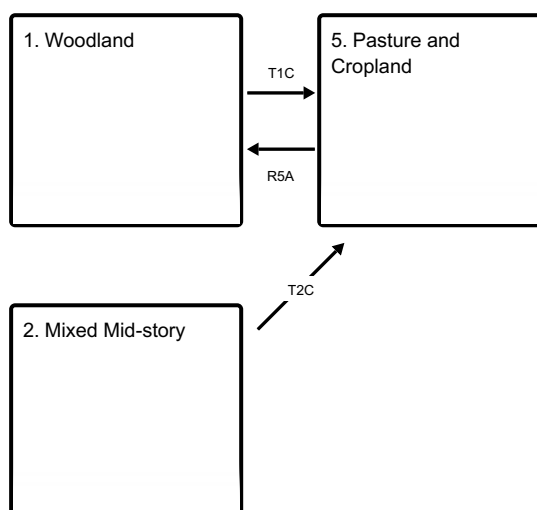 1. Woodland
5. Pasture and
Cropland
T1C
R5A
T2C
2. Mixed Mid-story